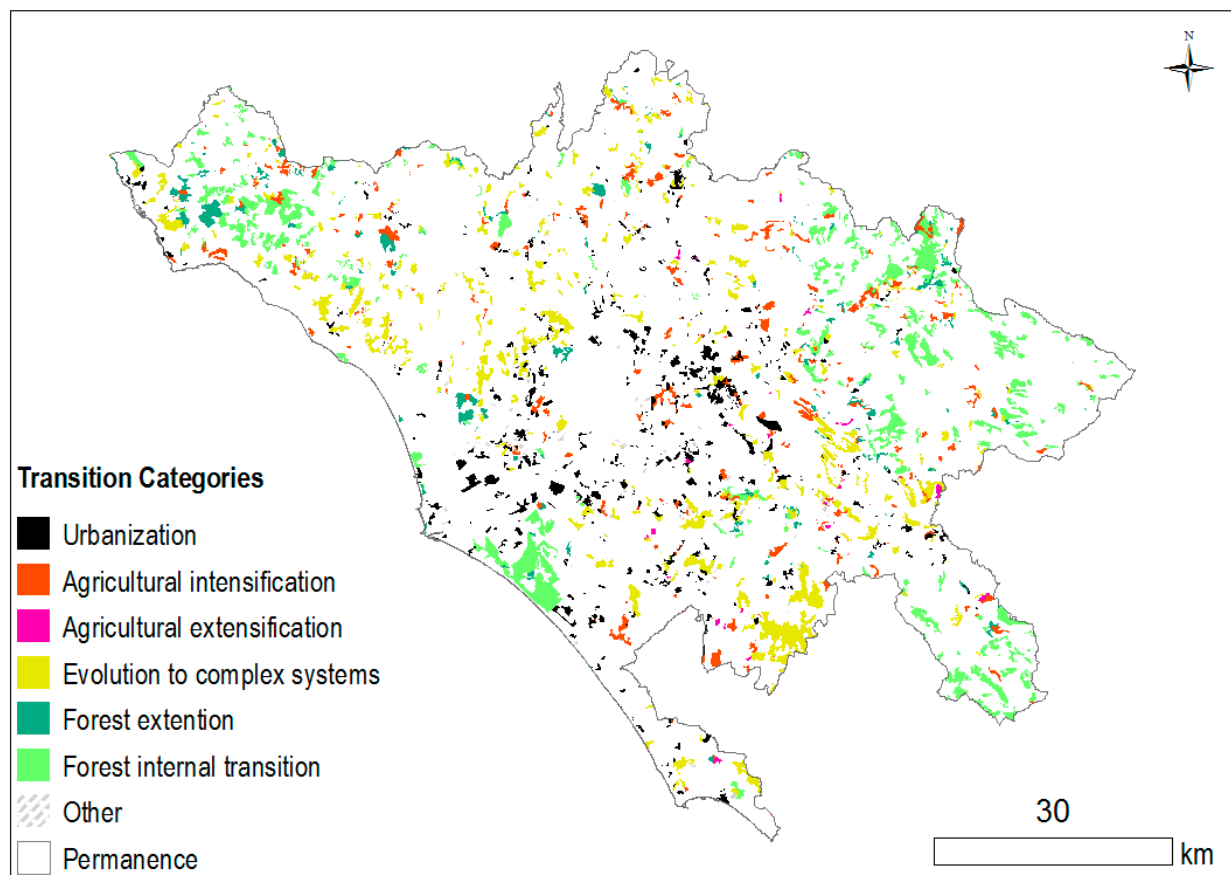 N
Transition Categories
Urbanization
Agricultural intensification
Agricultural extensification
Evolution to complex systems
Forest extention
Forest internal transition
Other
Permanence
30
km